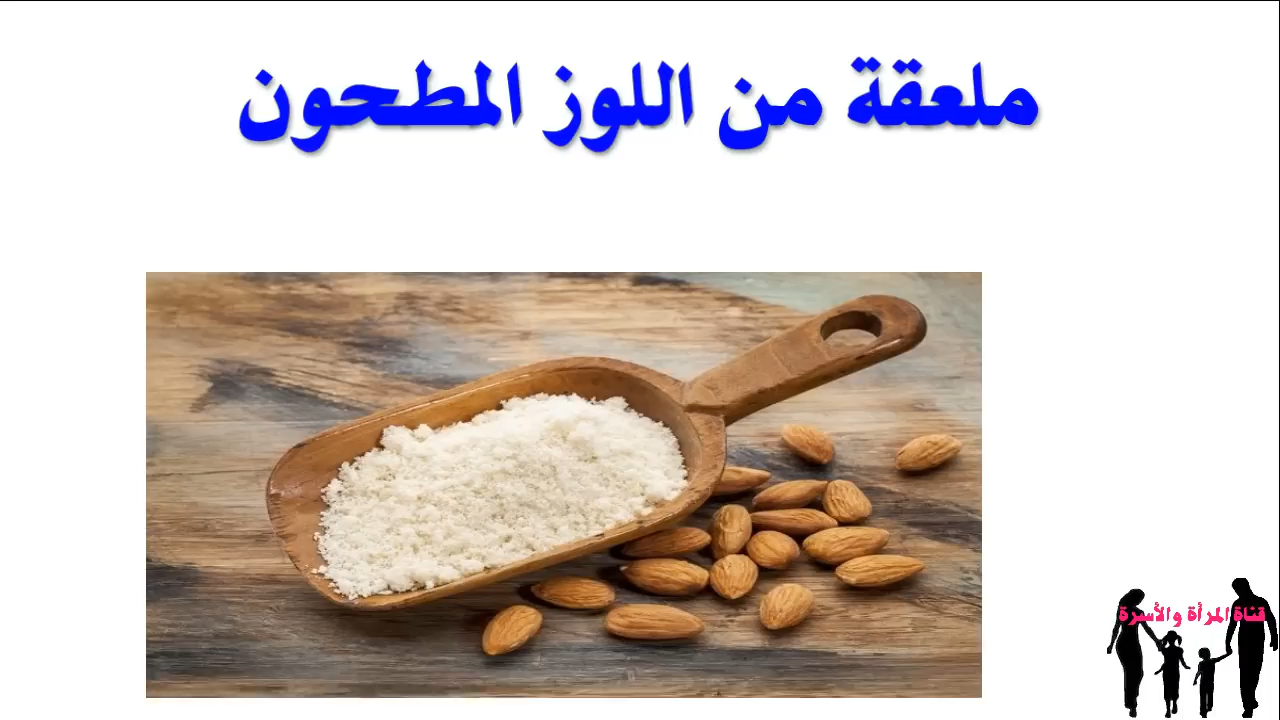 ملعقة من اللوز المطحون
قناة المرأة والأسرة